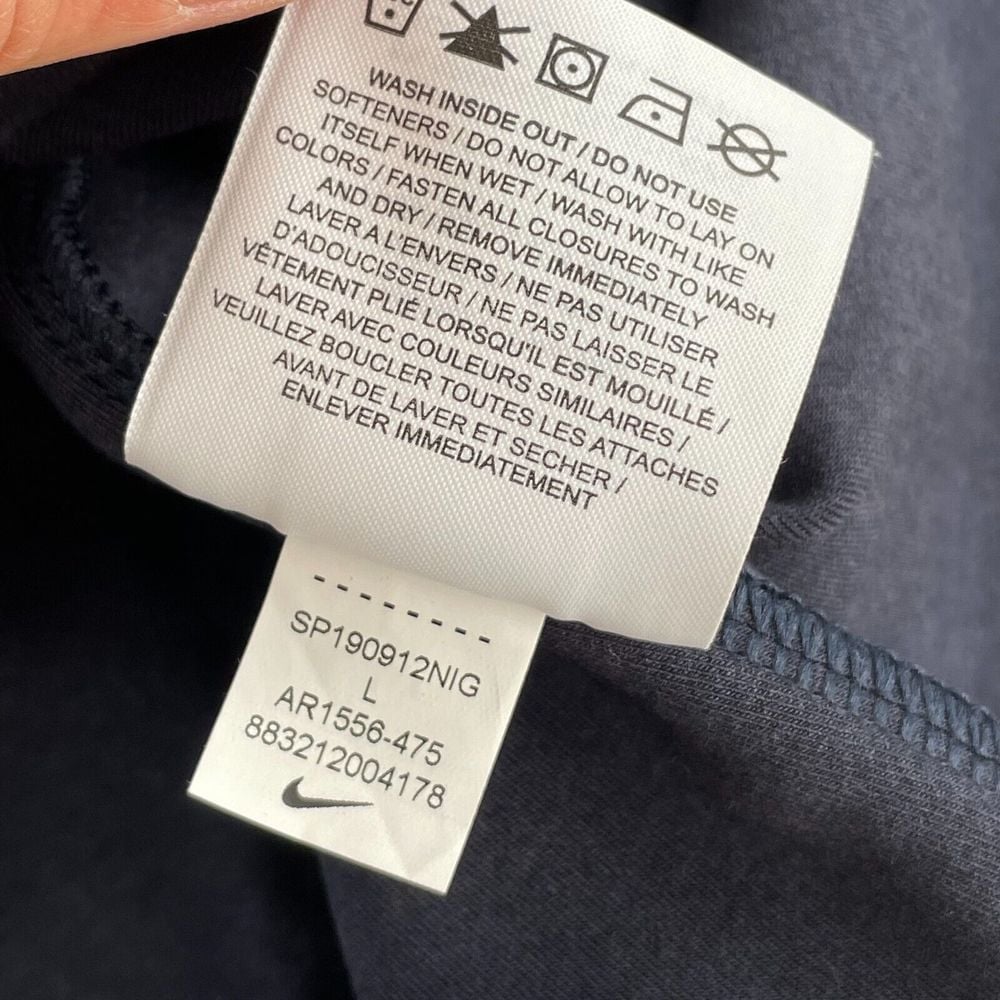 WASH INSIDE OUT / DO NOT USE
SOFTENERS / DO NOT ALLOW TO LAY ON
ITSELF WHEN WET / WASH WITH LIKE
COLORS / FASTEN ALL CLOSURES TO WASH
AND DRY / REMOVE IMMEDIATELY
LAVER A L'ENVERS / NE PAS UTILISER
D'ADOUCISSEUR / NE PAS LAISSER LE
VÊTEMENT PLIÉ LORSQU'IL EST MOUILLÉ /
LAVER AVEC COULEURS SIMILAIRES /
VEUILLEZ BOUCLER TOUTES LES ATTACHES
AVANT DE LAVER ET SECHER /
ENLEVER IMMEDIATEMENT
--------
SP190912NIG
L
AR1556-475
883212004178